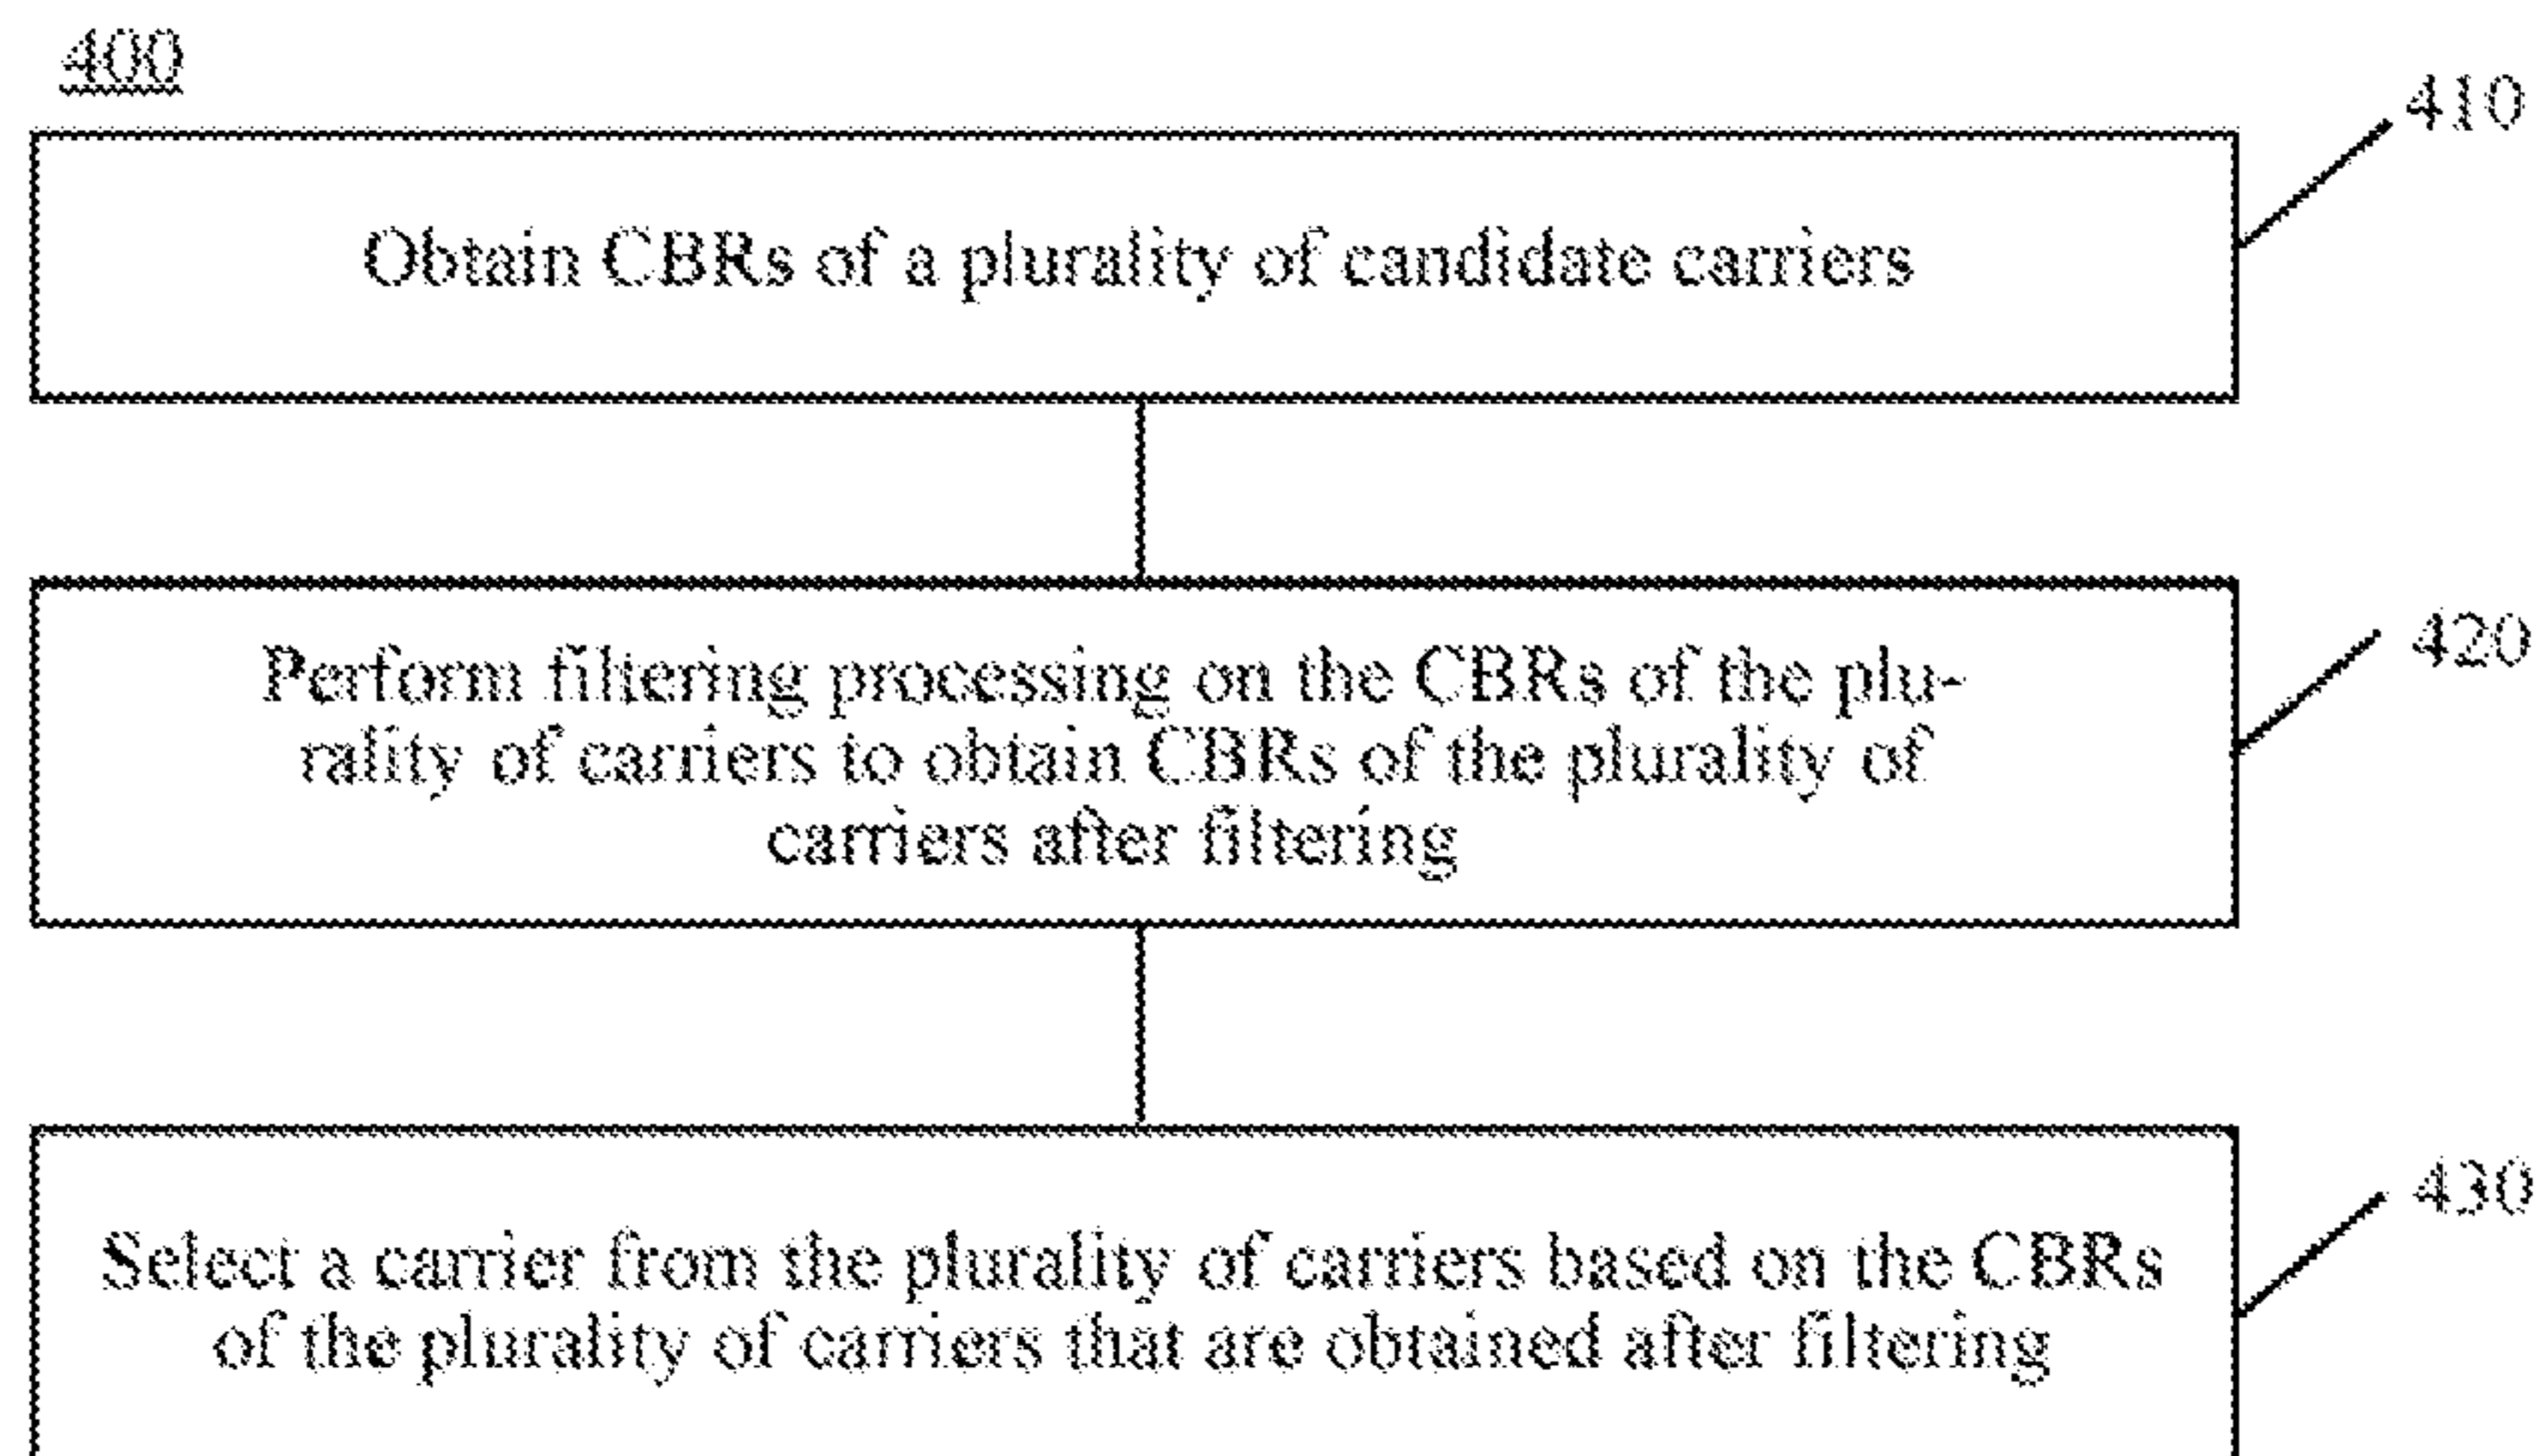 400
410
Obtain CBRs of a plurality of candidate carriers
420
Perform filtering processing on the CBRs of the plu-
rality of carriers to obtain CBRs of the plurality of
carriers after filtering
430
Select a carrier from the plurality of carriers based on the CBRs
of the plurality of carriers that are obtained after filtering